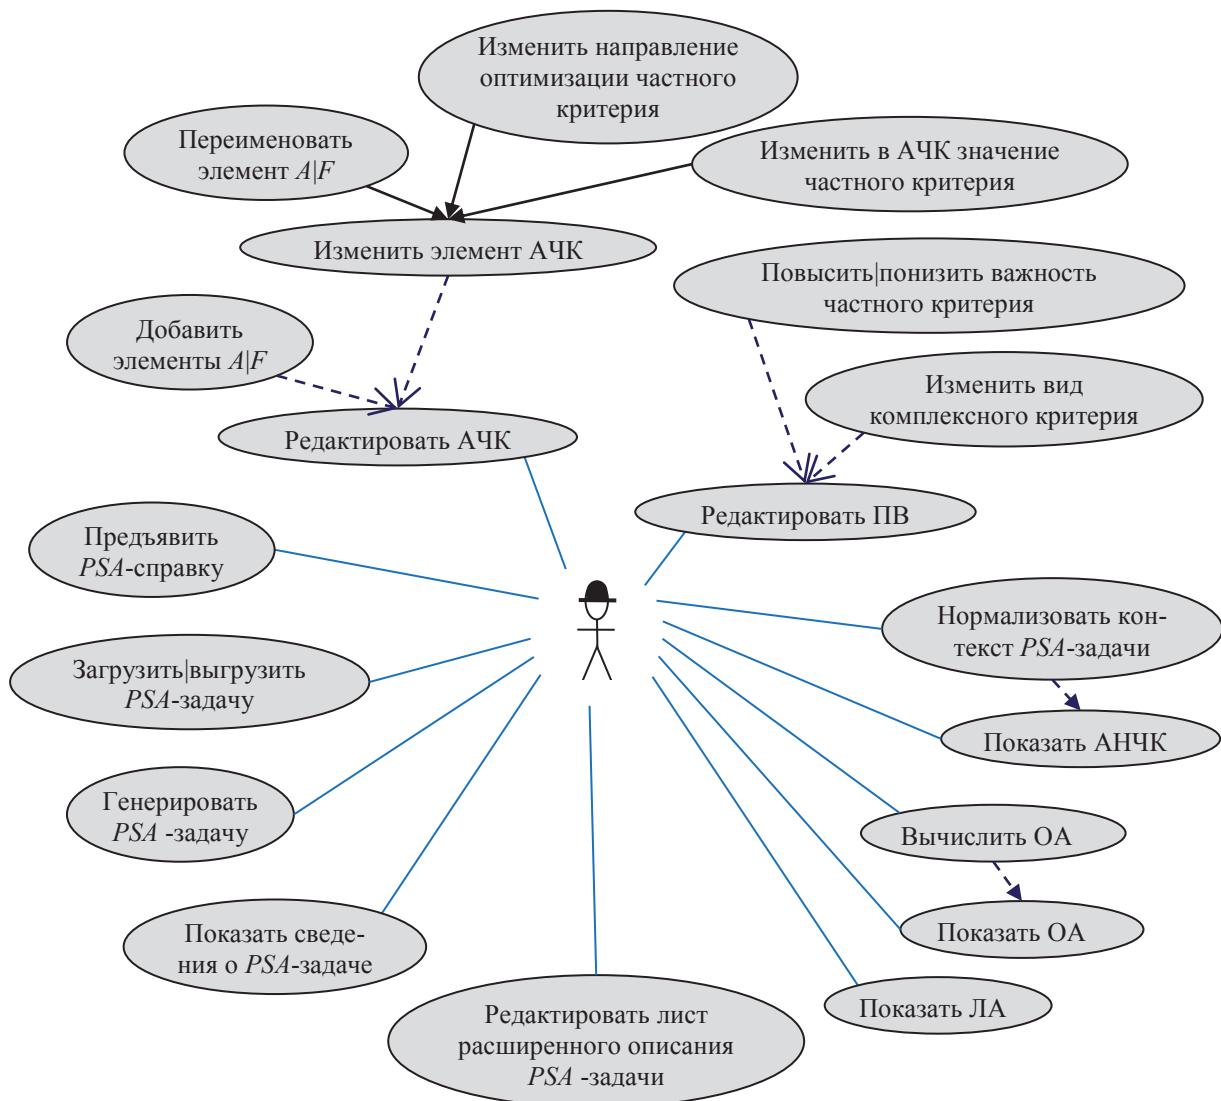 Изменить направление
оптимизации частного
критерия
Переименовать
элемент A|F
Изменить в АЧК значение
частного критерия
Изменить элемент АЧК
Повысить|понизить важность
частного критерия
Добавить
элементы A|F
Изменить вид
комплексного критерия
Редактировать АЧК
Редактировать ПВ
Предъявить
PSA-справку
Нормализовать кон-
текст PSA-задачи
Загрузить|выгрузить
PSA-задачу
Показать АНЧК
Генерировать
PSA -задачу
Вычислить ОА
Показать сведе-
ния о PSA-задаче
Показать ОА
Показать ЛА
Редактировать лист
расширенного описания
PSA -задачи